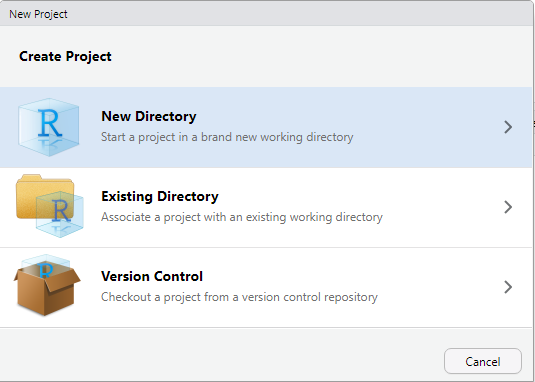 New Project
Create Project
R
New Directory
Start a project in a brand new working directory
R
Existing Directory
Associate a project with an existing working directory
Version Control
Checkout a project from a version control repository
Cancel